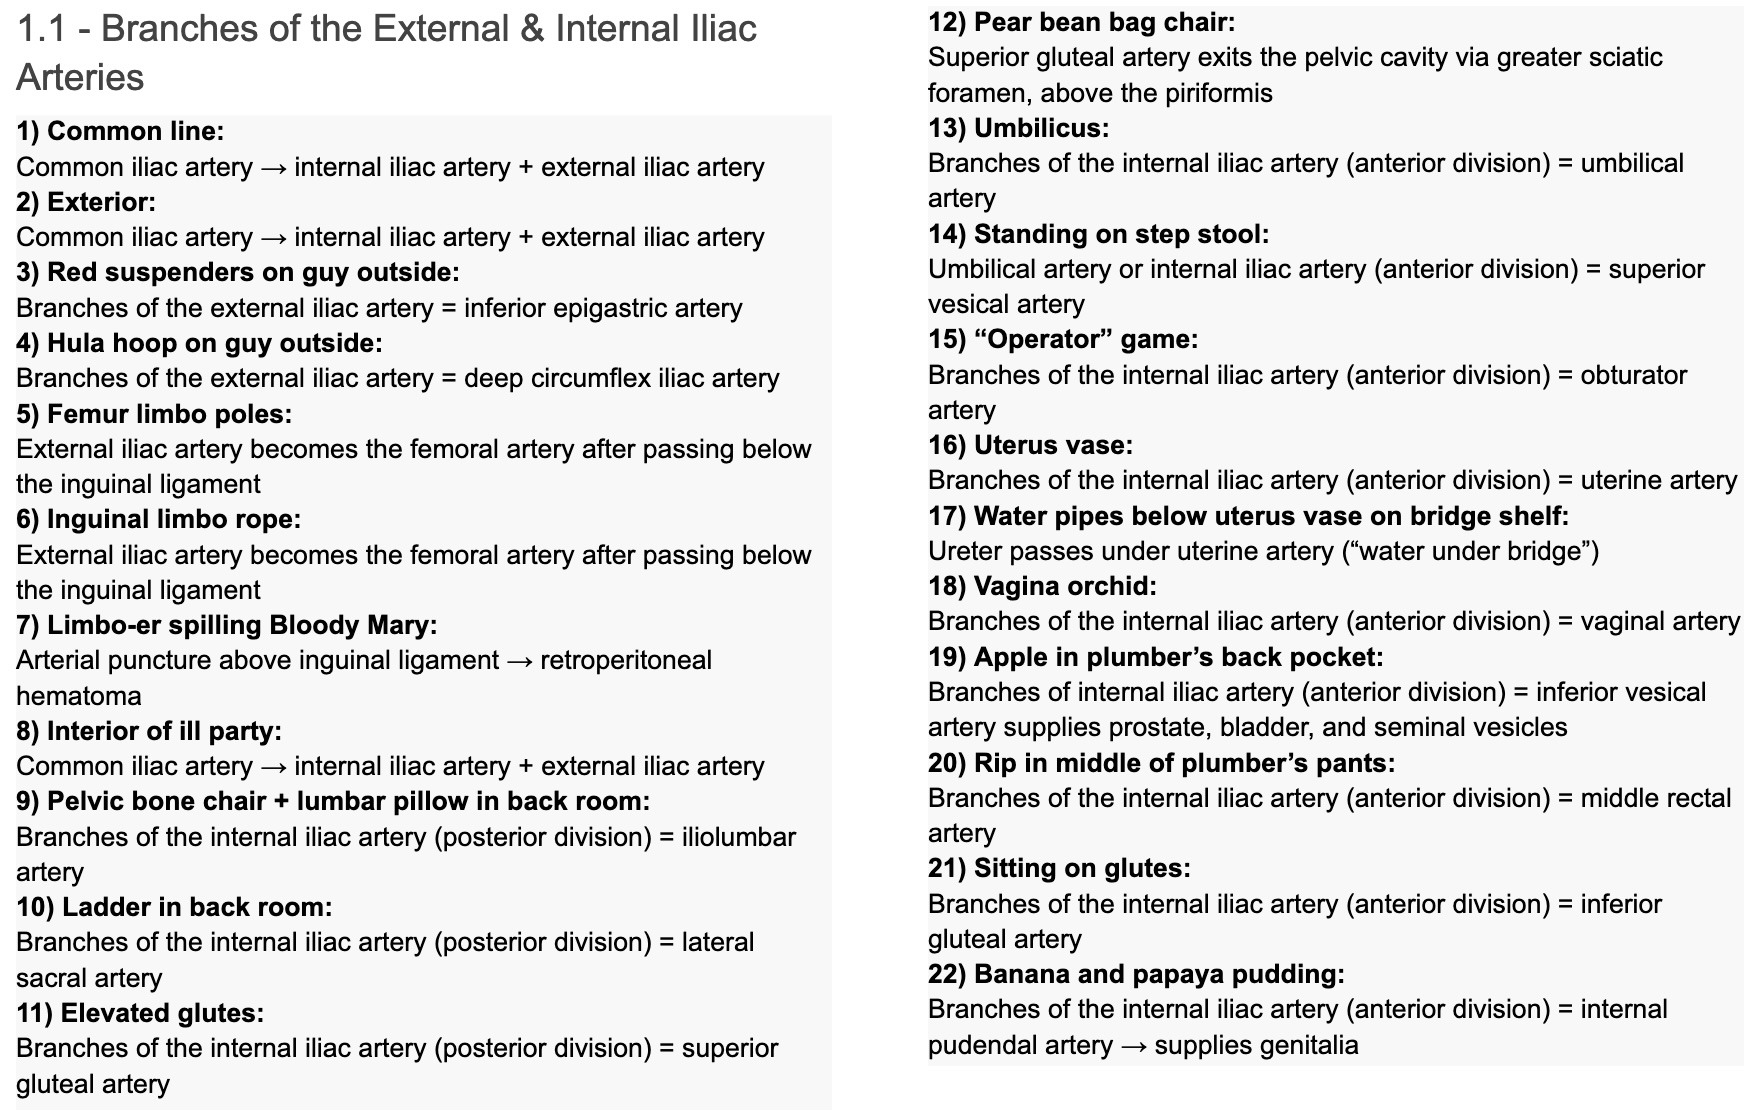 1.1 - Branches of the External & Internal Iliac
Arteries
1) Common line:
Common iliac artery → internal iliac artery + external iliac artery
2) Exterior:
Common iliac artery → internal iliac artery + external iliac artery
3) Red suspenders on guy outside:
Branches of the external iliac artery = inferior epigastric artery
4) Hula hoop on guy outside:
Branches of the external iliac artery = deep circumflex iliac artery
5) Femur limbo poles:
External iliac artery becomes the femoral artery after passing below
the inguinal ligament
6) Inguinal limbo rope:
External iliac artery becomes the femoral artery after passing below
the inguinal ligament
7) Limbo-er spilling Bloody Mary:
Arterial puncture above inguinal ligament → retroperitoneal
hematoma
8) Interior of ill party:
Common iliac artery → internal iliac artery + external iliac artery
9) Pelvic bone chair + lumbar pillow in back room:
Branches of the internal iliac artery (posterior division) = iliolumbar
artery
10) Ladder in back room:
Branches of the internal iliac artery (posterior division) = lateral
sacral artery
11) Elevated glutes:
Branches of the internal iliac artery (posterior division) = superior
gluteal artery
12) Pear bean bag chair:
Superior gluteal artery exits the pelvic cavity via greater sciatic
foramen, above the piriformis
13) Umbilicus:
Branches of the internal iliac artery (anterior division) = umbilical
artery
14) Standing on step stool:
Umbilical artery or internal iliac artery (anterior division) = superior
vesical artery
15) “Operator” game:
Branches of the internal iliac artery (anterior division) = obturator
artery
16) Uterus vase:
Branches of the internal iliac artery (anterior division) = uterine artery
17) Water pipes below uterus vase on bridge shelf:
Ureter passes under uterine artery (“water under bridge”)
18) Vagina orchid:
Branches of the internal iliac artery (anterior division) = vaginal artery
19) Apple in plumber’s back pocket:
Branches of internal iliac artery (anterior division) = inferior vesical
artery supplies prostate, bladder, and seminal vesicles
20) Rip in middle of plumber’s pants:
Branches of the internal iliac artery (anterior division) = middle rectal
artery
21) Sitting on glutes:
Branches of the internal iliac artery (anterior division) = inferior
gluteal artery
22) Banana and papaya pudding:
Branches of the internal iliac artery (anterior division) = internal
pudendal artery → supplies genitalia